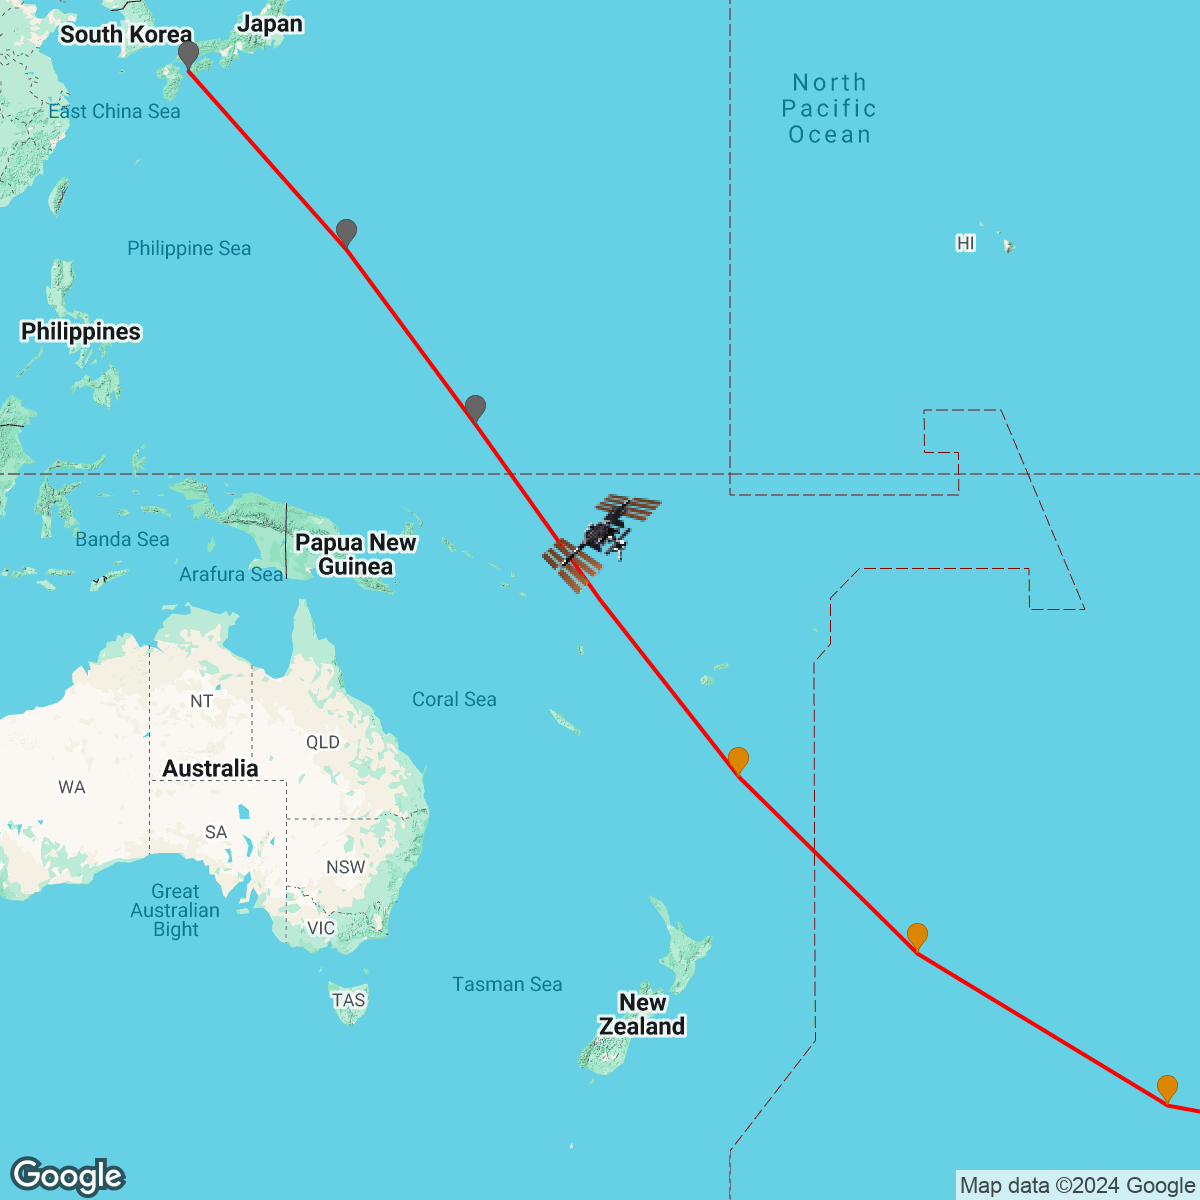 Japan
South Korea
North
Pacific
Ocean
East China Sea
HI
Philippine Sea
Philippines
Banda Sea
Papua New
Guinea
Arafura Sea
NT
Coral Sea
QLD
Australia
WA
SA
NSW
Great
Australian
Bight
VIC
Tasman Sea
TAS
New
Zealand
Google
Map data ©2024 Google